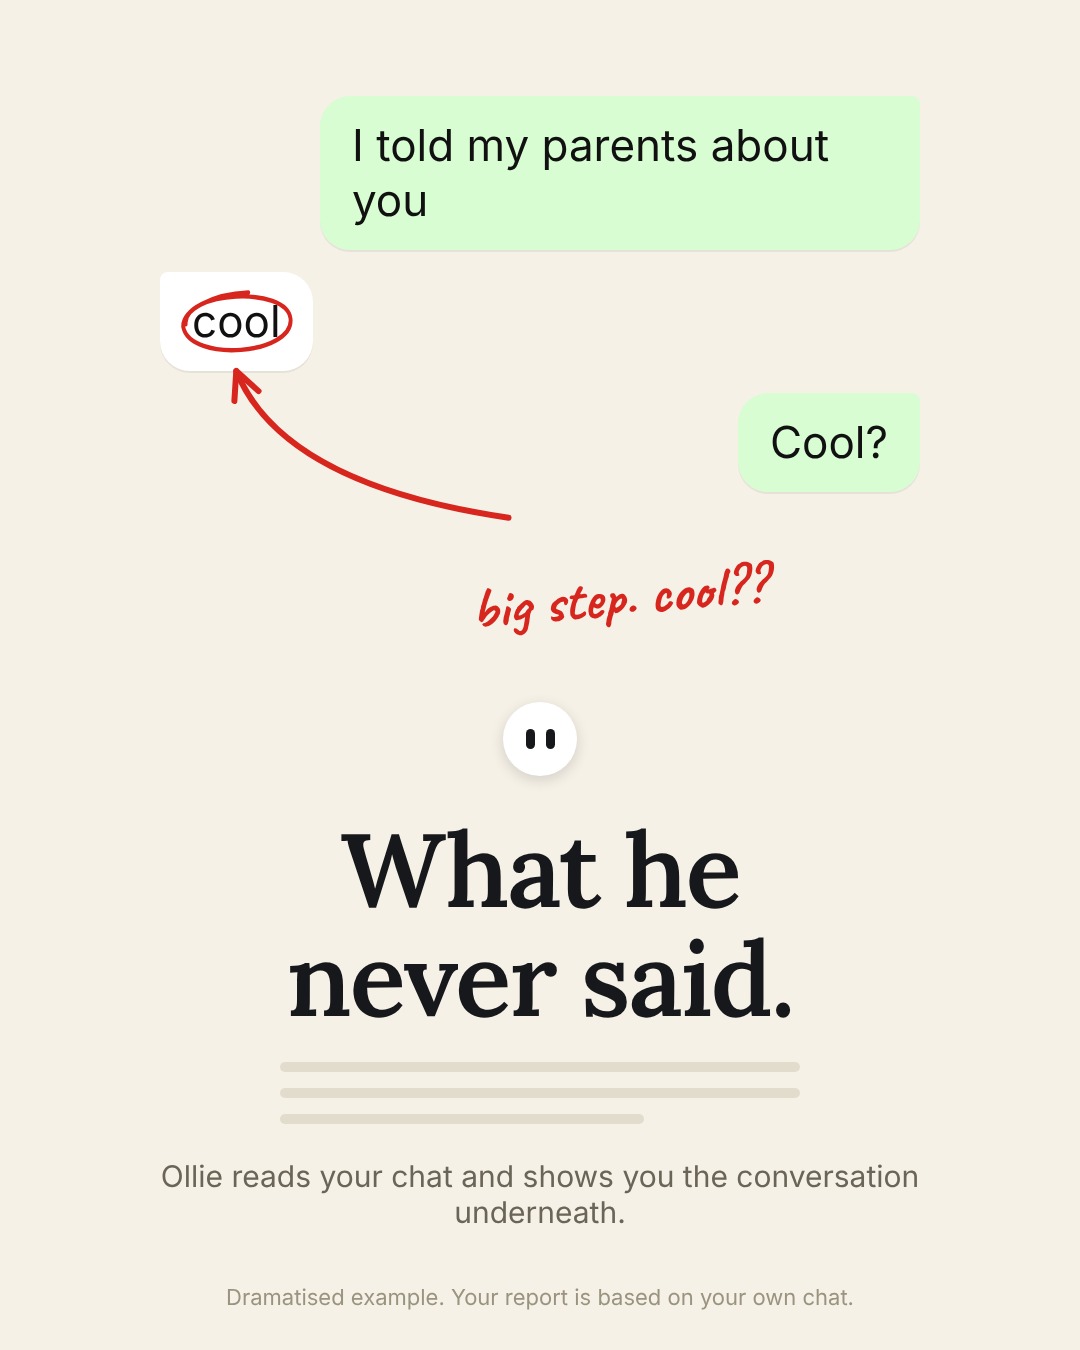 I told my parents about
you
cool
Cool?
big step. cool??
What he
never said.
Ollie reads your chat and shows you the conversation
underneath.
Dramatised example. Your report is based on your own chat.